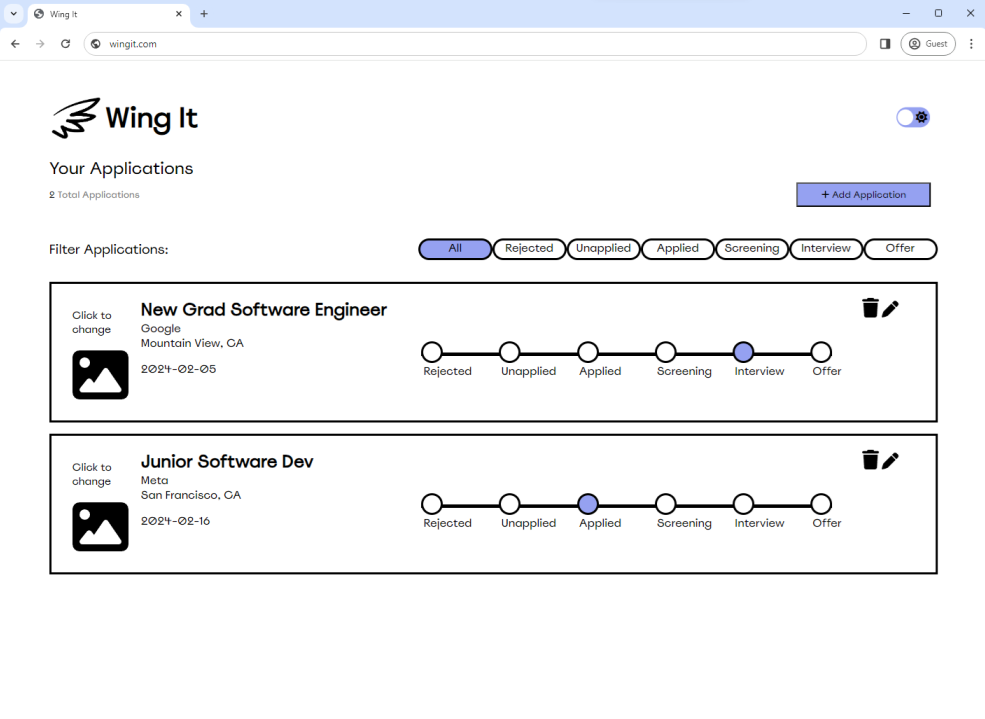 Wing It
wingit.com
Guest
Wing It
Your Applications
2 Total Applications
+ Add Application
Filter Applications:
All Rejected Unapplied Applied Screening Interview Offer
Click to
change
New Grad Software Engineer
Google
Mountain View, CA
2024-02-05
Rejected Unapplied Applied Screening Interview Offer
Click to
change
Junior Software Dev
Meta
San Francisco, CA
2024-02-16
Rejected Unapplied Applied Screening Interview Offer